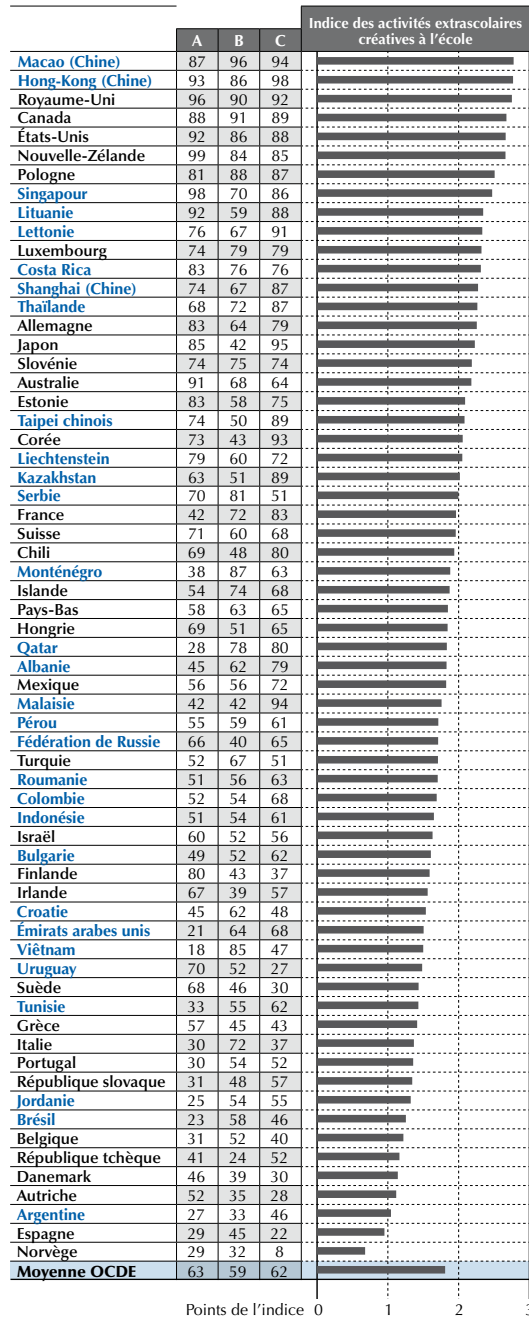 Indice des activités extrascolaires
créatives à l'école
A B C
Macao (Chine) 87 96 94
Hong-Kong (Chine) 93 86 98
Royaume-Uni 96 90 92
Canada 88 91 89
États-Unis 92 86 88
Nouvelle-Zélande 99 84 85
Pologne 81 88 87
Singapour 98 70 86
Lituanie 92 59 88
Lettonie 76 67 91
Luxembourg 74 79 79
Costa Rica 83 76 76
Shanghai (Chine) 74 67 87
Thaïlande 68 72 87
Allemagne 83 64 79
Japon 85 42 95
Slovénie 74 75 74
Australie 91 68 64
Estonie 83 58 75
Taipei chinois 74 50 89
Corée 73 43 93
Liechtenstein 79 60 72
Kazakhstan 63 51 89
Serbie 70 81 51
France 42 72 83
Suisse 71 60 68
Chili 69 48 80
Monténégro 38 87 63
Islande 54 74 68
Pays-Bas 58 63 65
Hongrie 69 51 65
Qatar 28 78 80
Albanie 45 62 79
Mexique 56 56 72
Malaisie 42 42 94
Pérou 55 59 61
Fédération de Russie 66 40 65
Turquie 52 67 51
Roumanie 51 56 63
Colombie 52 54 68
Indonésie 51 54 61
Israël 60 52 56
Bulgarie 49 52 62
Finlande 80 43 37
Irlande 67 39 57
Croatie 45 62 48
Émirats arabes unis 21 64 68
Viêtnam 18 85 47
Uruguay 70 52 27
Suède 68 46 30
Tunisie 33 55 62
Grèce 57 45 43
Italie 30 72 37
Portugal 30 54 52
République slovaque 31 48 57
Jordanie 25 54 55
Brésil 23 58 46
Belgique 31 52 40
République tchèque 41 24 52
Danemark 46 39 30
Autriche 52 35 28
Argentine 27 33 46
Espagne 29 45 22
Norvège 29 32 8
Moyenne OCDE 63 59 62
Points de l'indice 0 1 2 3